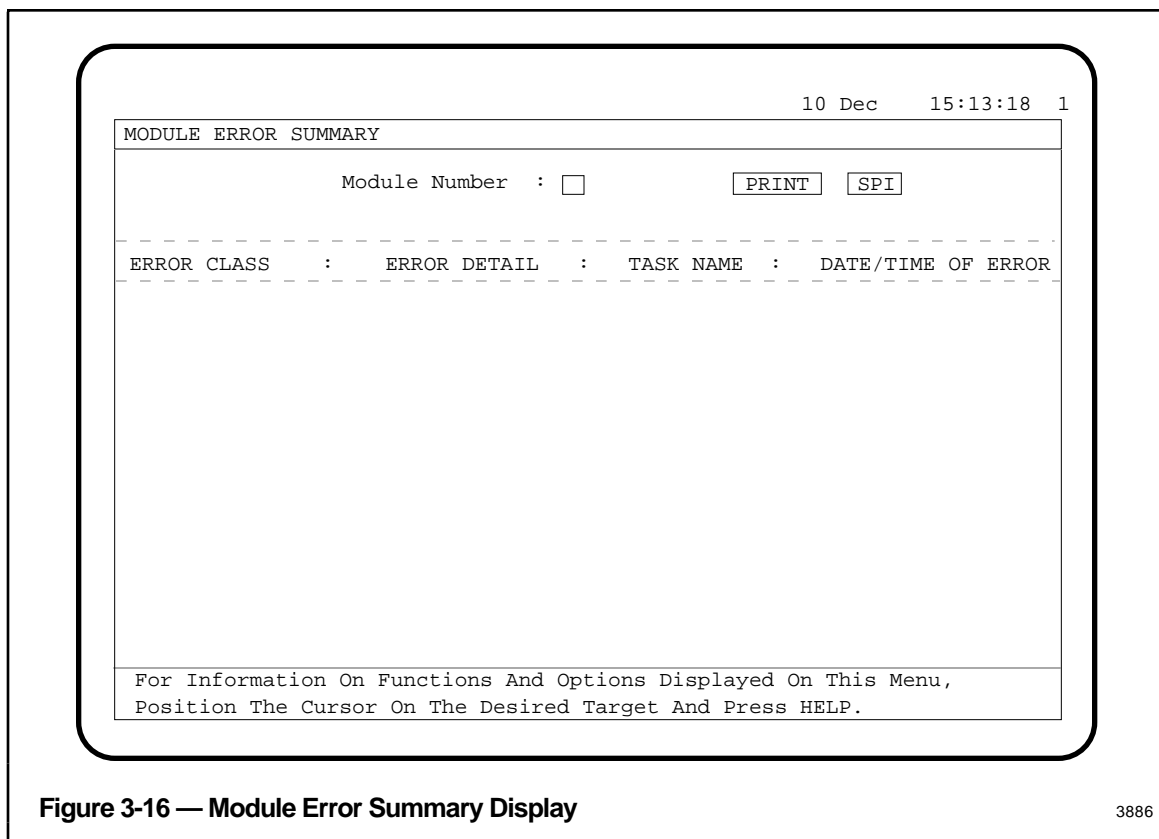 10 Dec 15:13:18 1
MODULE ERROR SUMMARY
Module Number : PRINT SPI
ERROR CLASS : ERROR DETAIL : TASK NAME : DATE/TIME OF ERROR
For Information On Functions And Options Displayed On This Menu,
Position The Cursor On The Desired Target And Press HELP.
Figure 3-16 — Module Error Summary Display 3886